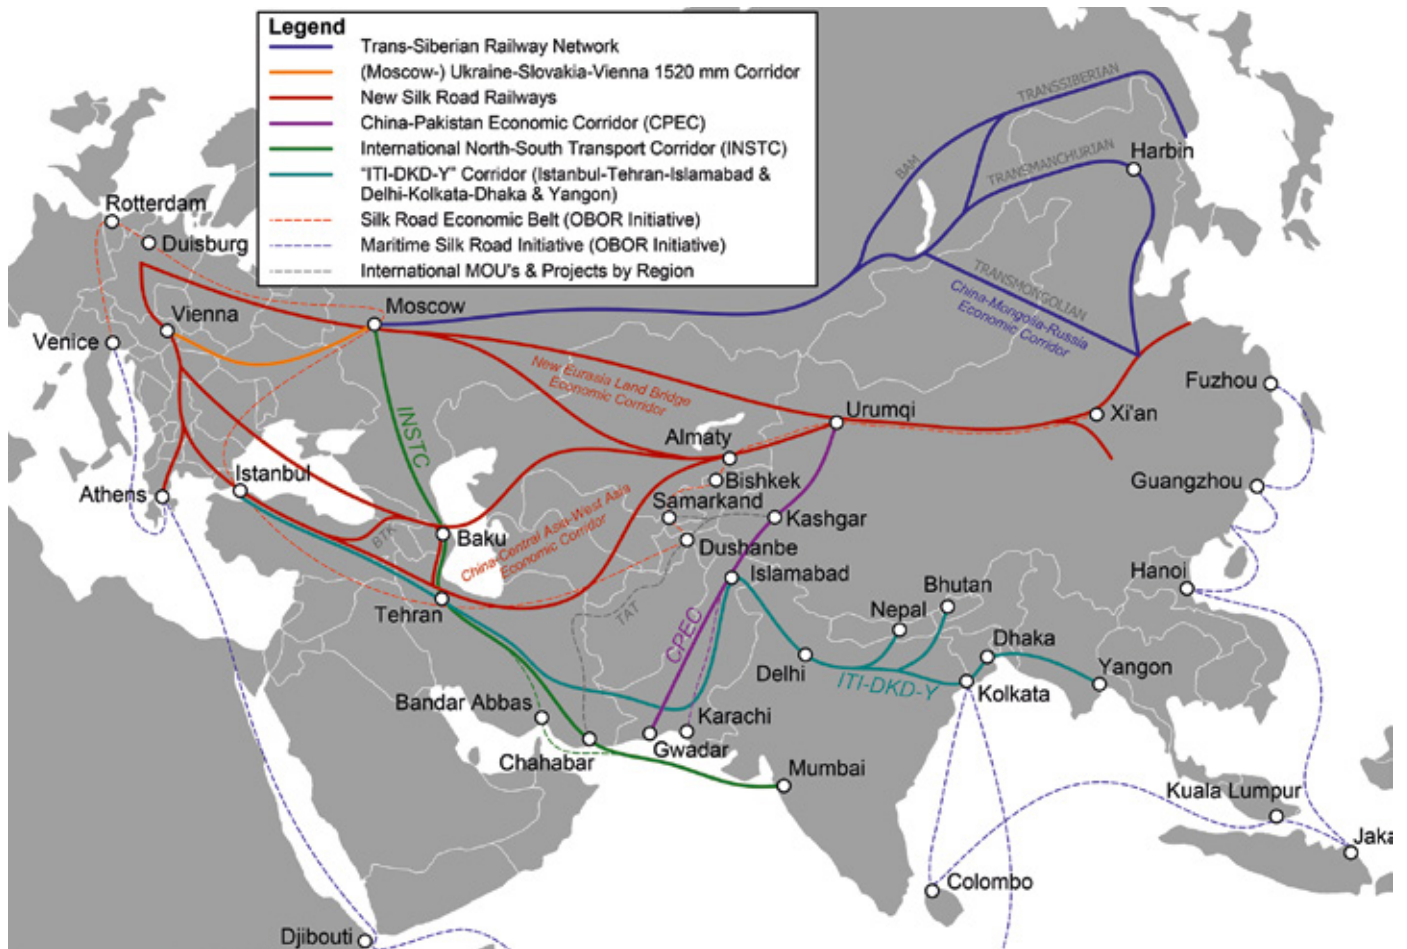 Legend
Trans-Siberian Railway Network
(Moscow-) Ukraine-Slovakia-Vienna 1520 mm Corridor
New Silk Road Railways
China-Pakistan Economic Corridor (CPEC)
International North-South Transport Corridor (INSTC)
"ITI-DKD-Y" Corridor (Istanbul-Tehran-Islamabad &
Delhi-Kolkata-Dhaka & Yangon)
Silk Road Economic Belt (OBOR Initiative)
Maritime Silk Road Initiative (OBOR Initiative)
International MOU's & Projects by Region
TRANSSIBERIAN
BAM
TRANSMANCHURIAN
Harbin
Rotterdam
Duisburg
TRANSMONGOLIAN
China-Mongolia-Russia
Economic Corridor
Moscow
Vienna
Venice
New Eurasia Land Bridge
Economic Corridor
Fuzhou
Urumqi
Xi'an
INSTC
Almaty
Istanbul
Bishkek
Guangzhou
Athens
Samarkand
Kashgar
BTK
Baku
China-Central Asia-West Asia
Economic Corridor
Dushanbe
Islamabad
Hanoi
Bhutan
Tehran
TAT
Nepal
CPEC
Dhaka
Delhi
Yangon
ITI-DKD-Y
Kolkata
Bandar Abbas
Karachi
Gwadar
Chahabar
Mumbai
Kuala Lumpur
Jaka
Colombo
Djibouti